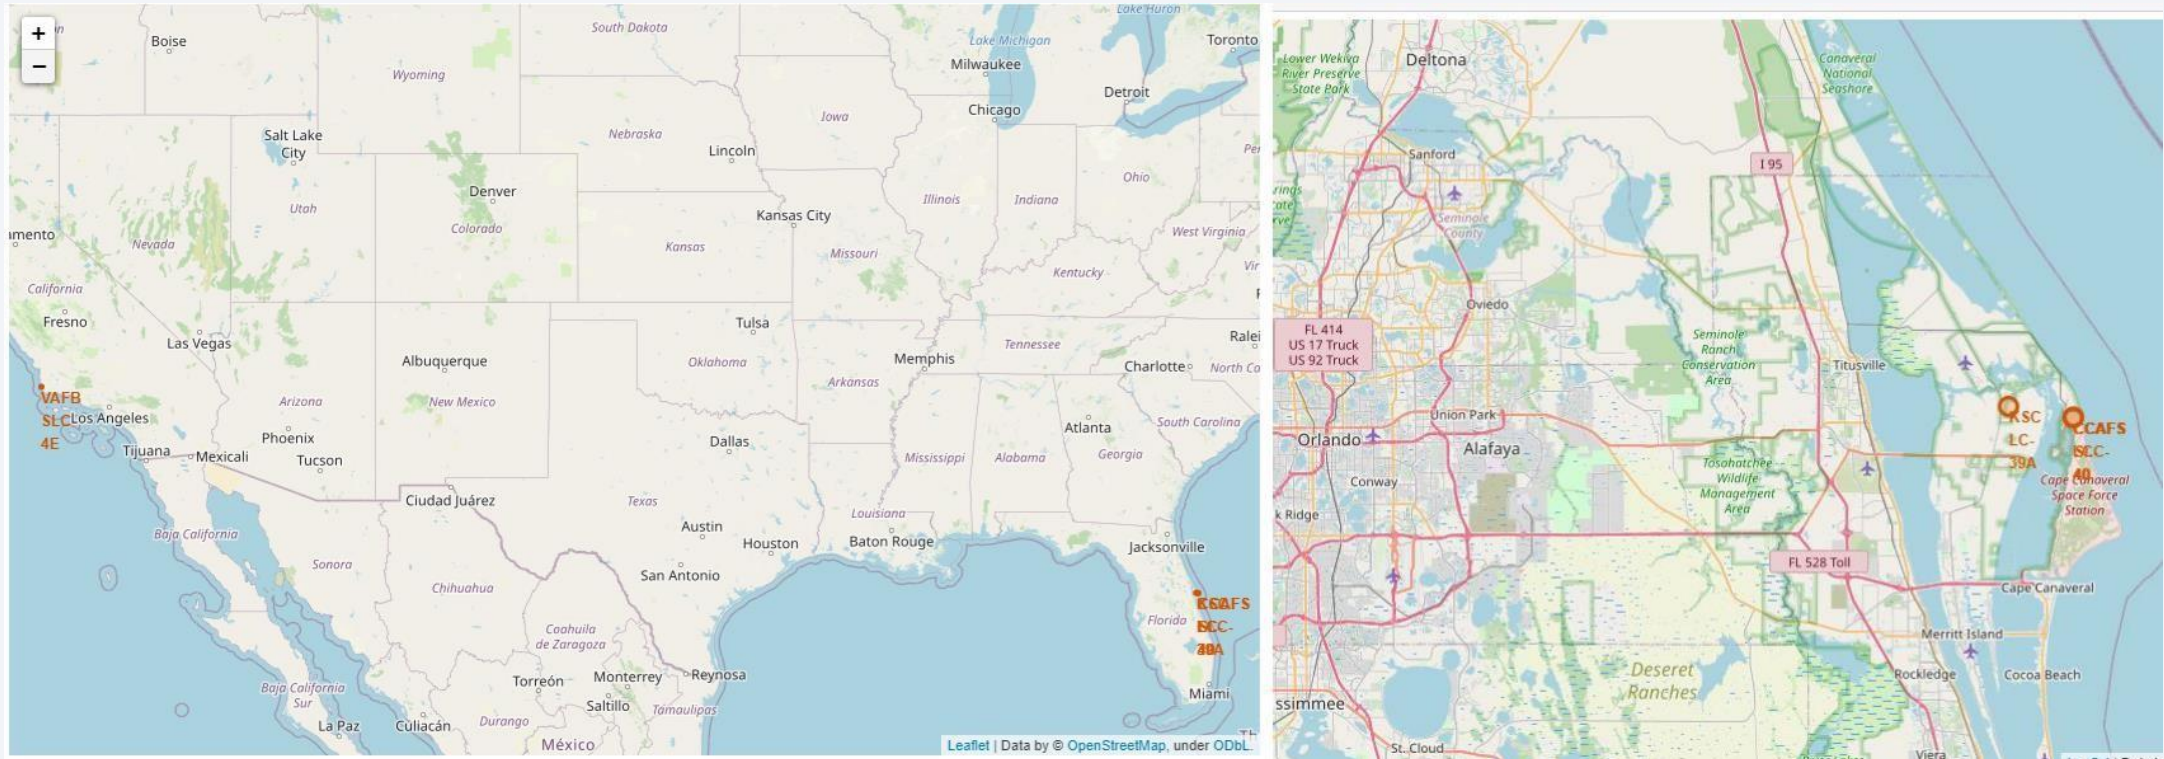 +
−
Boise
South Dakota
Lake Huron
Lake Michigan
Toronto
Milwaukee
Wyoming
Detroit
Chicago
Iowa
Salt Lake
City
Nebraska
Lincoln
Ohio
Denver
Illinois
Indiana
Utah
Kansas City
Colorado
Nevada
Kansas
Missouri
West Virginia
Kentucky
California
Fresno
Tulsa
Las Vegas
Albuquerque
Oklahoma
Memphis
Tennessee
Charlotte
Arkansas
VAFB
SLC-
4E
Los Angeles
Arizona
New Mexico
Phoenix
Tucson
Tijuana
Mexicali
Dallas
Mississippi
Alabama
Atlanta
Georgia
South Carolina
Ciudad Juárez
Texas
Louisiana
Austin
Houston
Baton Rouge
Jacksonville
Baja California
Sonora
Chihuahua
San Antonio
Florida
Coahuila
de Zaragoza
Torreón
Monterrey
Reynosa
Saltillo
Miami
Baja California
Sur
La Paz
Culiacán
Durango
Tamaulipas
México
Leaflet | Data by © OpenStreetMap, under ODbL.
Lower Wekiva
River Preserve
State Park
Deltona
Canaveral
National
Seashore
Sanford
I 95
Seminole
County
Oviedo
FL 414
US 17 Truck
US 92 Truck
Seminole
Ranch
Conservation
Area
Titusville
Union Park
Orlando
Alafaya
KSC
LC-
39A
CCAFS
Tosohatchee
Wildlife
Management
Area
Conway
Cape Canaveral
Space Force
Station
FL 528 Toll
Cape Canaveral
Merritt Island
Deseret
Ranches
Rockledge
Cocoa Beach
St. Cloud
Viera